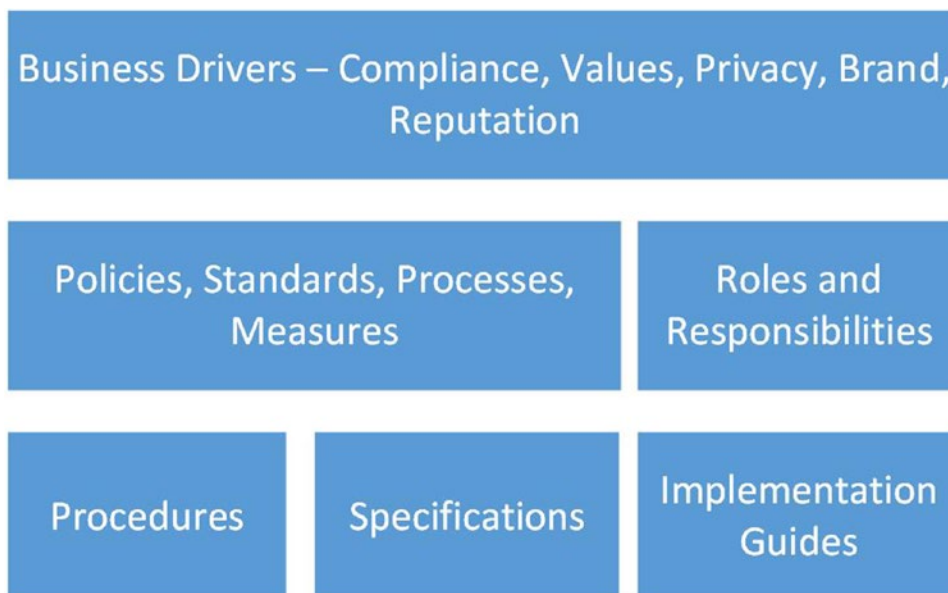 Business Drivers – Compliance, Values, Privacy, Brand,
Reputation
Policies, Standards, Processes,
Measures
Roles and
Responsibilities
Procedures
Specifications
Implementation
Guides